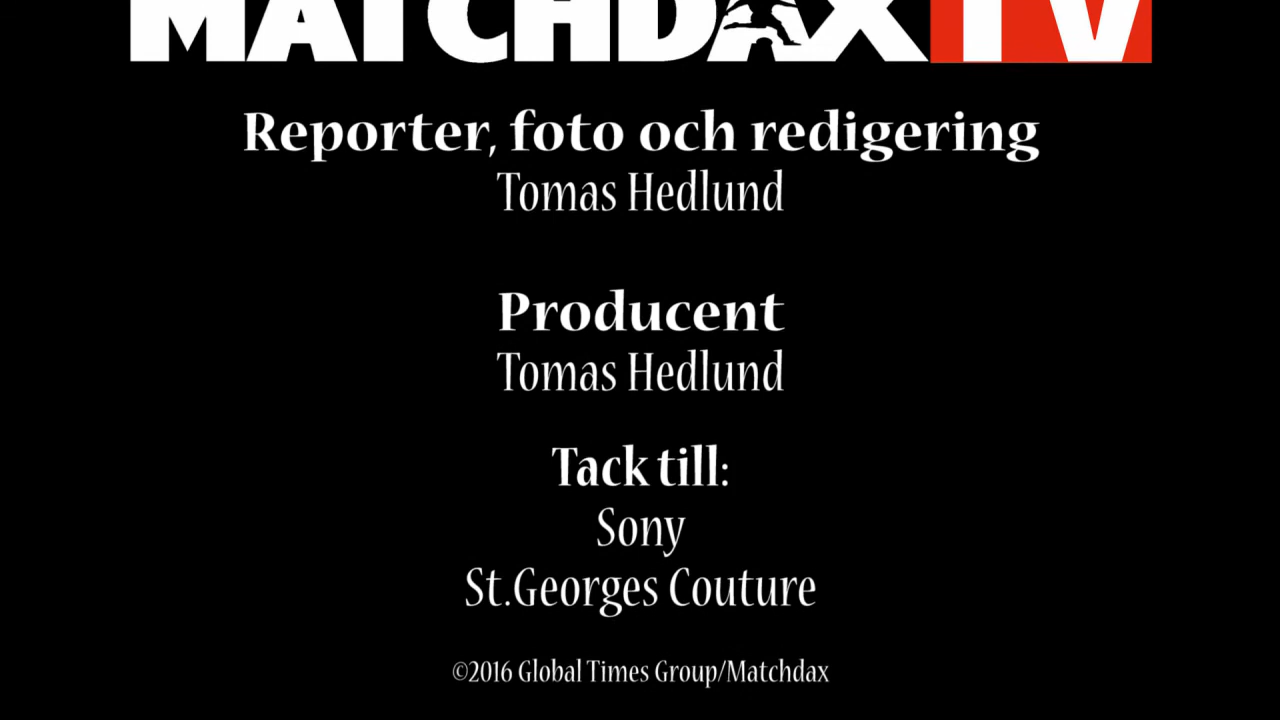 MATCHDAX TV
Reporter, foto och redigering
Tomas Hedlund
Producent
Tomas Hedlund
Tack till:
Sony
St.Georges Couture
©2016 Global Times Group/Matchdax